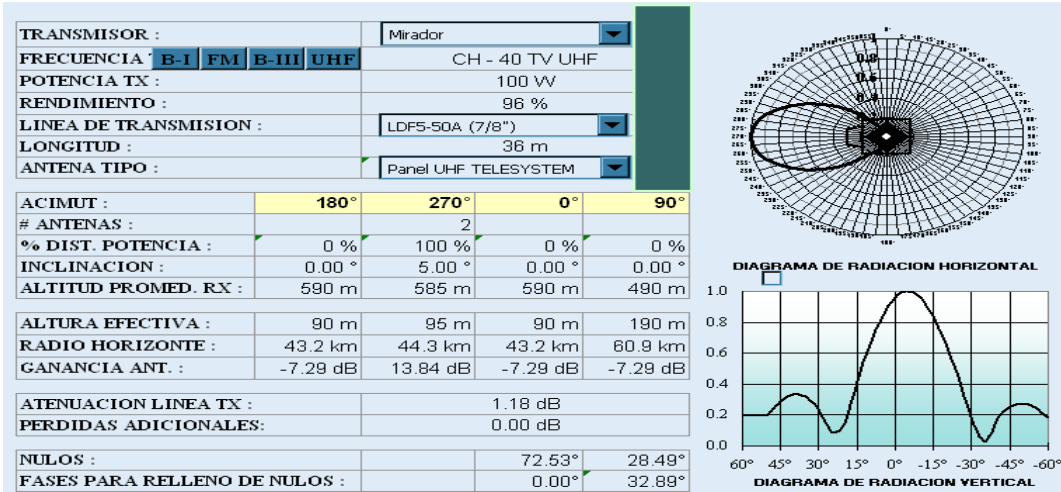 TRANSMISOR : Mirador
FRECUENCIA B-I FM B-III UHF CH - 40 TV UHF
POTENCIA TX : 100 W
RENDIMIENTO : 96 %
LINEA DE TRANSMISION : LDF5-50A (7/8")
LONGITUD : 36 m
ANTENA TIPO : Panel UHF TELESYSTEM
ACIMUT : 180° 270° 0° 90°
# ANTENAS : 2
% DIST. POTENCIA : 0 % 100 % 0 % 0 %
INCLINACION : 0.00 ° 5.00 ° 0.00 ° 0.00 °
ALTITUD PROMED. RX : 590 m 585 m 590 m 490 m
ALTURA EFECTIVA : 90 m 95 m 90 m 190 m
RADIO HORIZONTE : 43.2 km 44.3 km 43.2 km 60.9 km
GANANCIA ANT. : -7.29 dB 13.84 dB -7.29 dB -7.29 dB
ATENUACION LINEA TX : 1.18 dB
PERDIDAS ADICIONALES: 0.00 dB
NULOS : 72.53° 28.49°
FASES PARA RELLENO DE NULOS : 0.00° 32.89°
DIAGRAMA DE RADIACION HORIZONTAL
1.0
0.8
0.6
0.4
0.2
0.0
60° 45° 30° 15° 0° -15° -30° -45° -60°
DIAGRAMA DE RADIACION VERTICAL